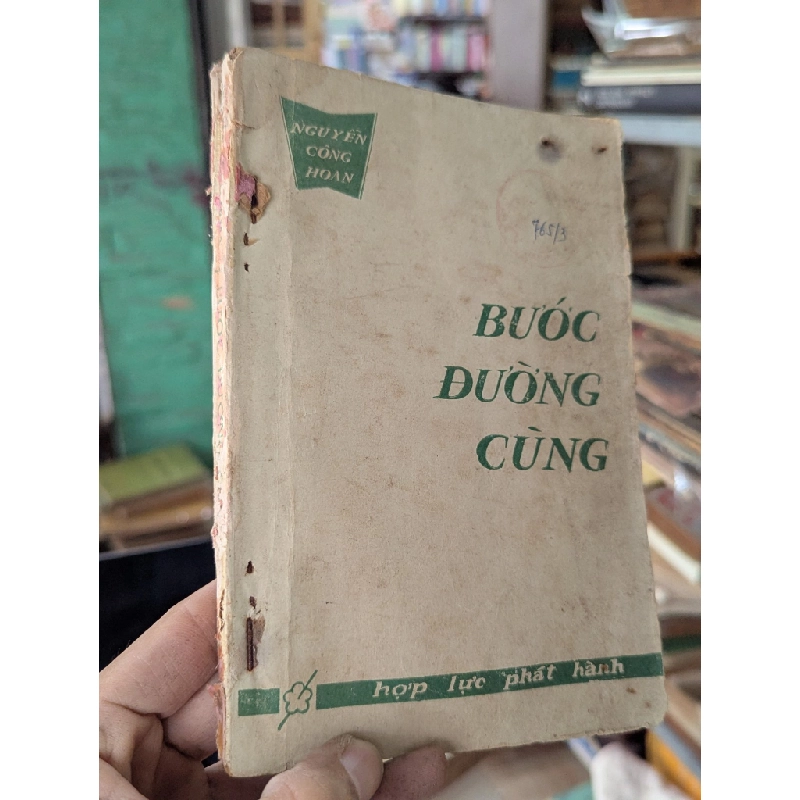 NGUYỄN
CÔNG
HOAN
765/3
BƯỚC
ĐƯỜNG
CÙNG
hợp lực phát hành